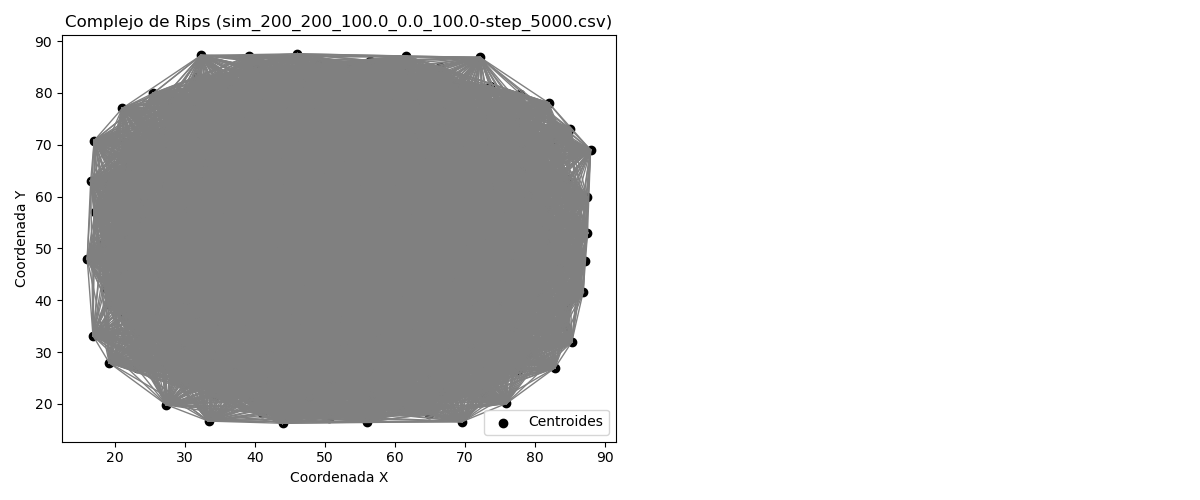 Complejo de Rips (sim_200_200_100.0_0.0_100.0-step_5000.csv)
90
80
70
60
50
40
30
20
Coordenada Y
Centroides
20 30 40 50 60 70 80 90
Coordenada X